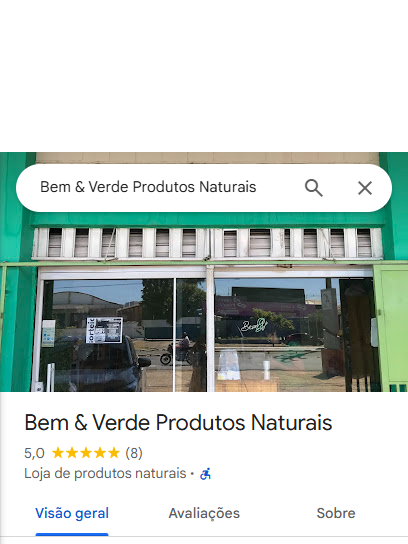 Bem & Verde Produtos Naturais
sorteio
Bem & Verde Produtos Naturais
5,0 (8)
Loja de produtos naturais ·
Visão geral
Avaliações
Sobre